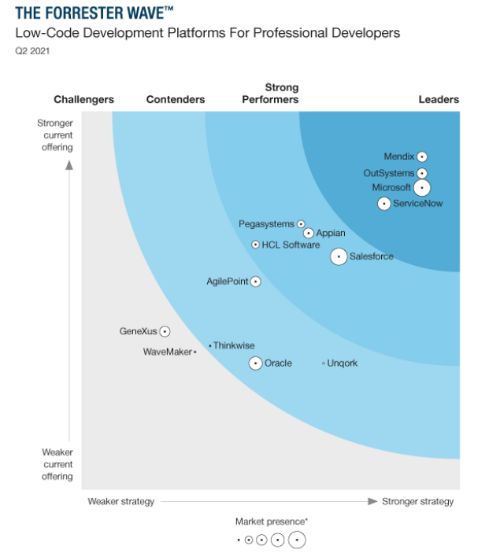 THE FORRESTER WAVE™
Low-Code Development Platforms For Professional Developers
Q2 2021
Challengers
Contenders
Strong
Performers
Leaders
Stronger
current
offering
Mendix
OutSystems
Microsoft
ServiceNow
Pegasystems
Appian
HCL Software
Salesforce
AgilePoint
GeneXus
WaveMaker
Thinkwise
Oracle
Unqork
Weaker
current
offering
Weaker strategy
Stronger strategy
Market presence*